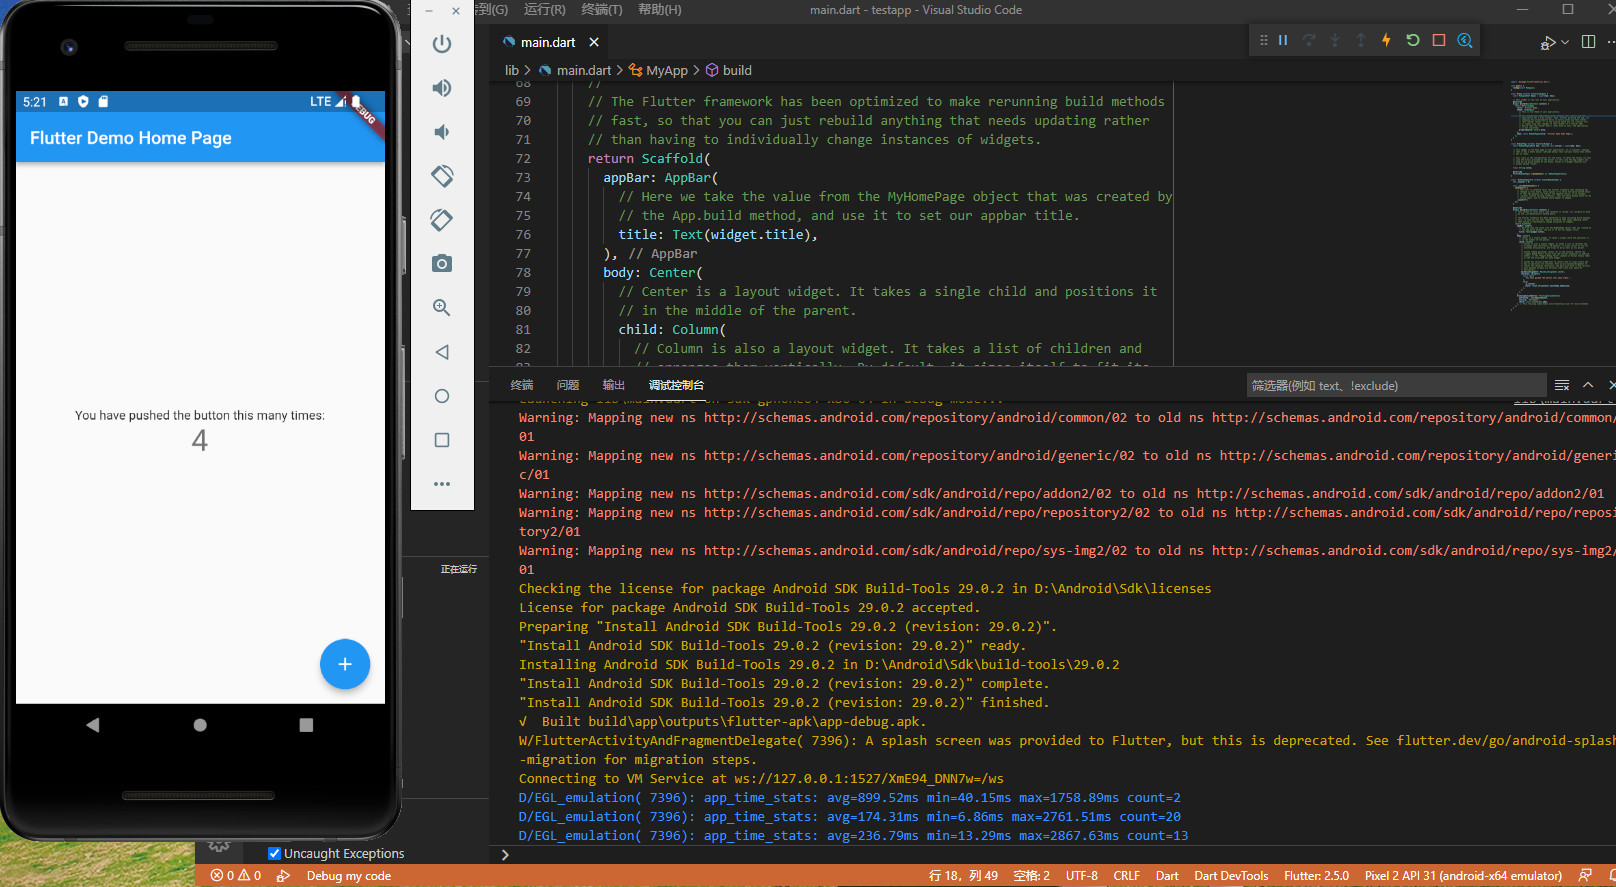 转到(G) 运行(R) 终端(T) 帮助(H) main.dart - testapp - Visual Studio Code
main.dart
lib > main.dart > MyApp > build
5:21
LTE
DEBUG
Flutter Demo Home Page
You have pushed the button this many times:
4
+
68 //
69 // The Flutter framework has been optimized to make rerunning build methods
70 // fast, so that you can just rebuild anything that needs updating rather
71 // than having to individually change instances of widgets.
72 return Scaffold(
73 appBar: AppBar(
74 // Here we take the value from the MyHomePage object that was created by
75 // the App.build method, and use it to set our appbar title.
76 title: Text(widget.title),
77 ), // AppBar
78 body: Center(
79 // Center is a layout widget. It takes a single child and positions it
80 // in the middle of the parent.
81 child: Column(
82 // Column is also a layout widget. It takes a list of children and
终端 问题 输出 调试控制台 筛选器(例如 text、!exclude)
Warning: Mapping new ns http://schemas.android.com/repository/android/common/02 to old ns http://schemas.android.com/repository/android/common/
01
Warning: Mapping new ns http://schemas.android.com/repository/android/generic/02 to old ns http://schemas.android.com/repository/android/generi
c/01
Warning: Mapping new ns http://schemas.android.com/sdk/android/repo/addon2/02 to old ns http://schemas.android.com/sdk/android/repo/addon2/01
Warning: Mapping new ns http://schemas.android.com/sdk/android/repo/repository2/02 to old ns http://schemas.android.com/sdk/android/repo/reposi
tory2/01
Warning: Mapping new ns http://schemas.android.com/sdk/android/repo/sys-img2/02 to old ns http://schemas.android.com/sdk/android/repo/sys-img2/
01
Checking the license for package Android SDK Build-Tools 29.0.2 in D:\Android\Sdk\licenses
License for package Android SDK Build-Tools 29.0.2 accepted.
Preparing "Install Android SDK Build-Tools 29.0.2 (revision: 29.0.2)".
"Install Android SDK Build-Tools 29.0.2 (revision: 29.0.2)" ready.
Installing Android SDK Build-Tools 29.0.2 in D:\Android\Sdk\build-tools\29.0.2
"Install Android SDK Build-Tools 29.0.2 (revision: 29.0.2)" complete.
"Install Android SDK Build-Tools 29.0.2 (revision: 29.0.2)" finished.
√ Built build\app\outputs\flutter-apk\app-debug.apk.
W/FlutterActivityAndFragmentDelegate( 7396): A splash screen was provided to Flutter, but this is deprecated. See flutter.dev/go/android-splash
-migration for migration steps.
Connecting to VM Service at ws://127.0.0.1:1527/XmE94_DNN7w=/ws
D/EGL_emulation( 7396): app_time_stats: avg=899.52ms min=40.15ms max=1758.89ms count=2
D/EGL_emulation( 7396): app_time_stats: avg=174.31ms min=6.86ms max=2761.51ms count=20
D/EGL_emulation( 7396): app_time_stats: avg=236.79ms min=13.29ms max=2867.63ms count=13
正在运行
Uncaught Exceptions
0 0 Debug my code 行 18，列 49 空格: 2 UTF-8 CRLF Dart Dart DevTools Flutter: 2.5.0 Pixel 2 API 31 (android-x64 emulator)